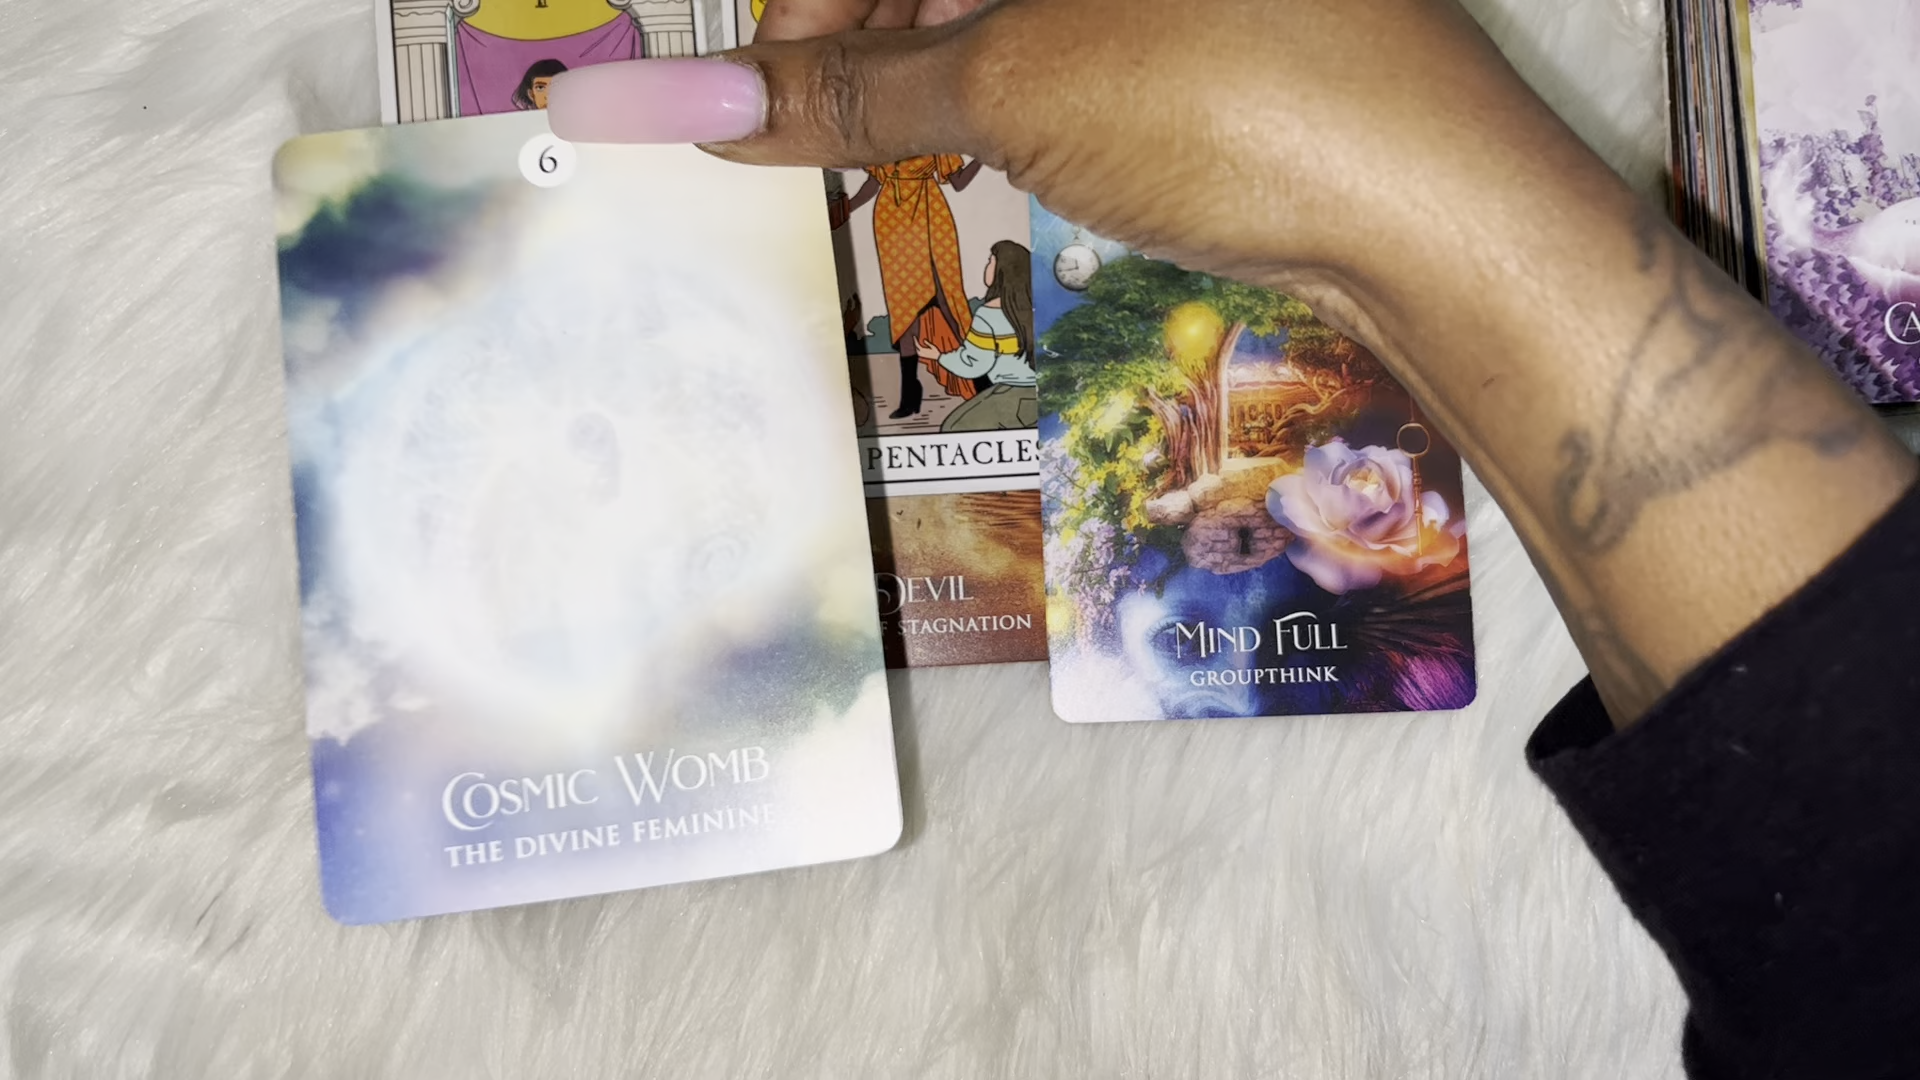 6
PENTACLES
DEVIL
STAGNATION
MIND FULL
GROUPTHINK
COSMIC WOMB
THE DIVINE FEMININE